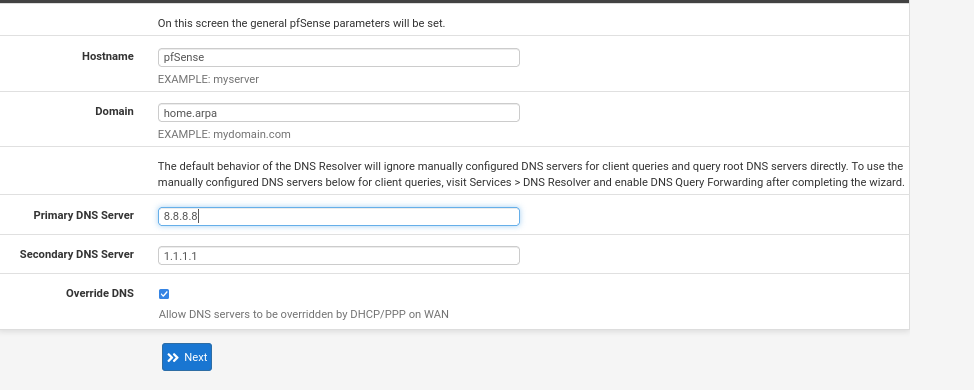 On this screen the general pfSense parameters will be set.
Hostname
pfSense
EXAMPLE: myserver
Domain
home.arpa
EXAMPLE: mydomain.com
The default behavior of the DNS Resolver will ignore manually configured DNS servers for client queries and query root DNS servers directly. To use the
manually configured DNS servers below for client queries, visit Services > DNS Resolver and enable DNS Query Forwarding after completing the wizard.
Primary DNS Server
8.8.8.8
Secondary DNS Server
1.1.1.1
Override DNS
Allow DNS servers to be overridden by DHCP/PPP on WAN
Next